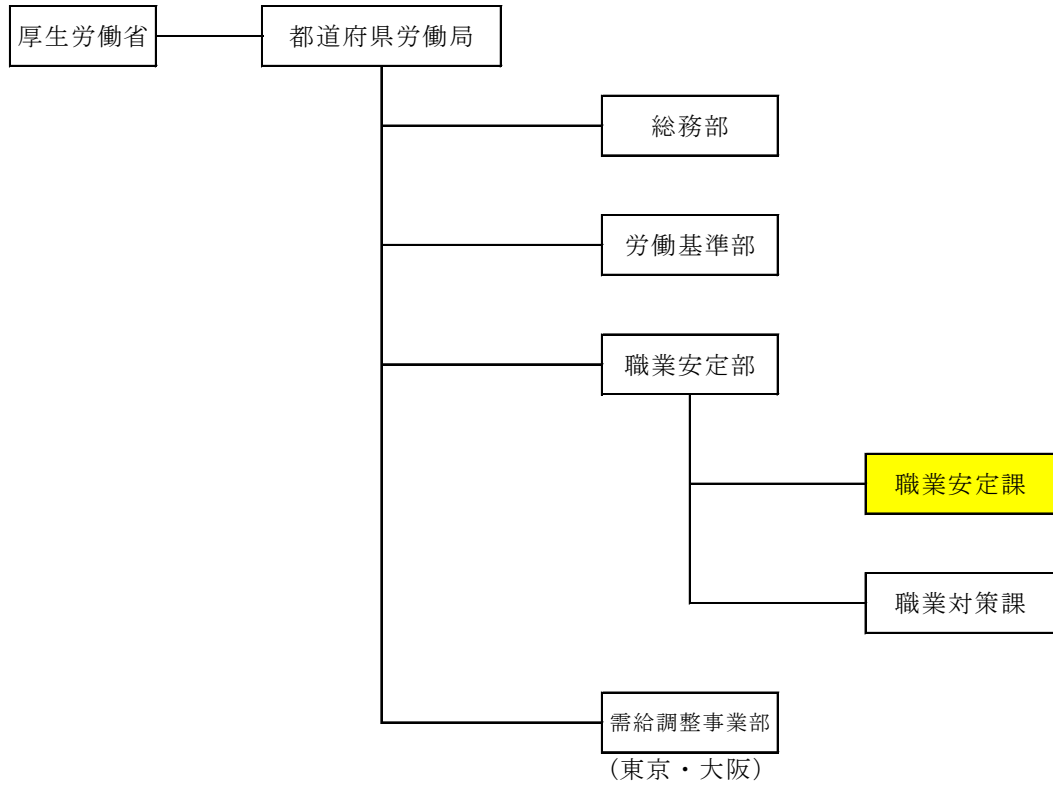 厚生労働省
都道府県労働局
総務部
労働基準部
職業安定部
職業安定課
職業対策課
需給調整事業部
(東京・大阪)